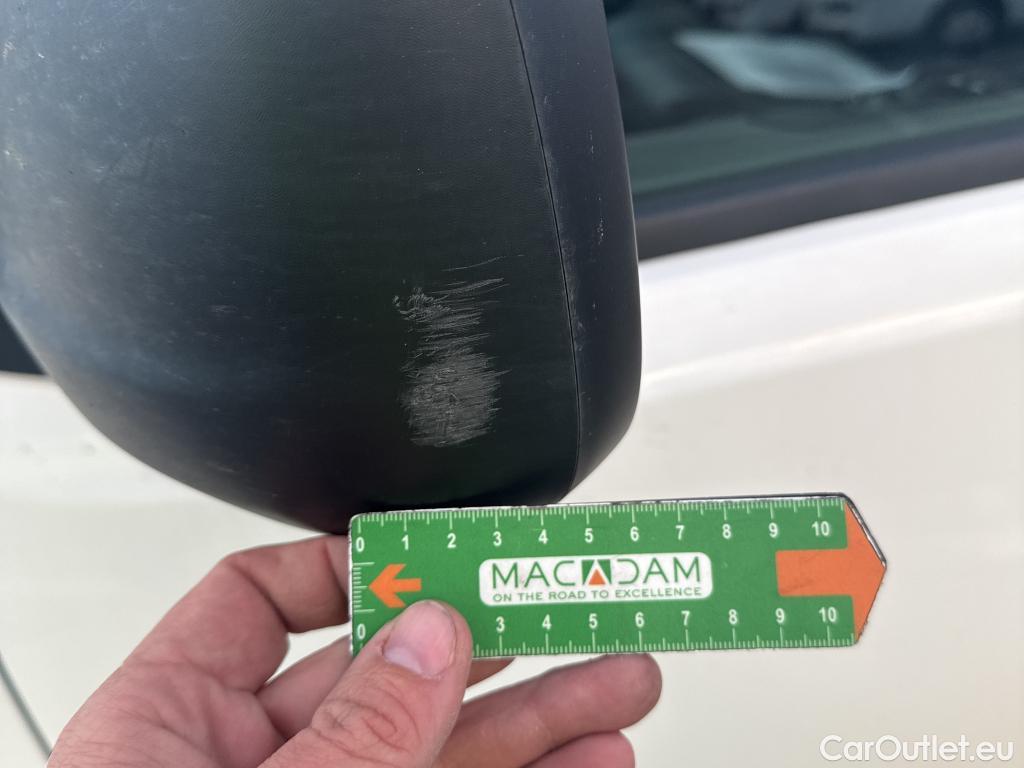 0 1 2 3 4 5 6 7 8 9 10
MACADAM
ON THE ROAD TO EXCELLENCE
0 3 4 5 6 7 8 9 10
CarOutlet.eu